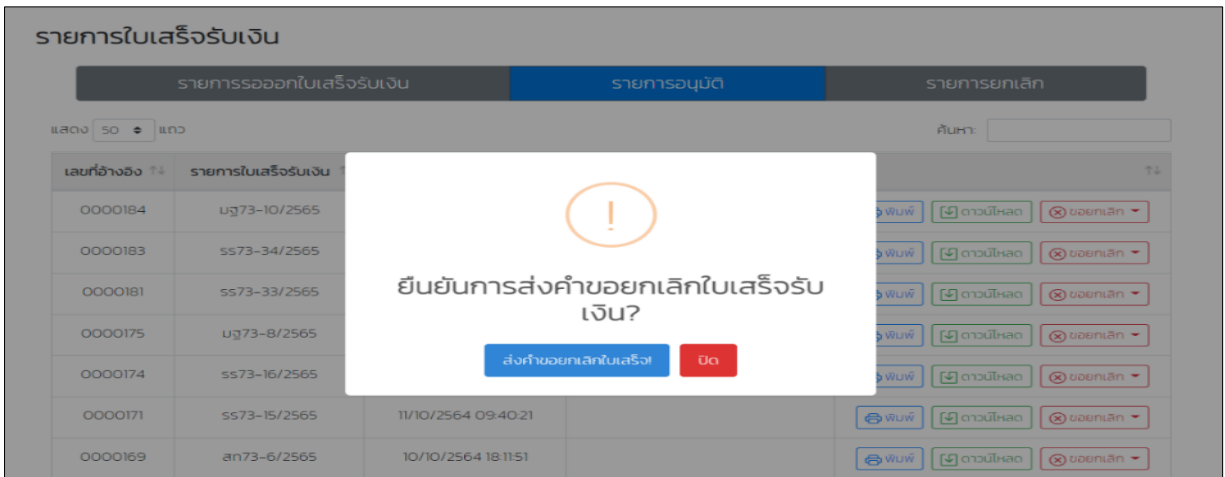 รายการใบเสร็จรับเงิน
รายการรอออกใบเสร็จรับเงิน รายการอนุมัติ รายการยกเลิก
แสดง 50 แถว ค้นหา:
เลขที่อ้างอิง รายการใบเสร็จรับเงิน
0000184 มฐ73-10/2565 พิมพ์ ดาวน์โหลด ขอยกเลิก
0000183 รร73-34/2565 พิมพ์ ดาวน์โหลด ขอยกเลิก
!
0000181 รร73-33/2565 พิมพ์ ดาวน์โหลด ขอยกเลิก
ยืนยันการส่งคำขอยกเลิกใบเสร็จรับ
เงิน?
0000175 มฐ73-8/2565 พิมพ์ ดาวน์โหลด ขอยกเลิก
ส่งคำขอยกเลิกใบเสร็จ! ปิด
0000174 รร73-16/2565 พิมพ์ ดาวน์โหลด ขอยกเลิก
0000171 รร73-15/2565 11/10/2564 09:40:21 พิมพ์ ดาวน์โหลด ขอยกเลิก
0000169 สท73-6/2565 10/10/2564 18:11:51 พิมพ์ ดาวน์โหลด ขอยกเลิก